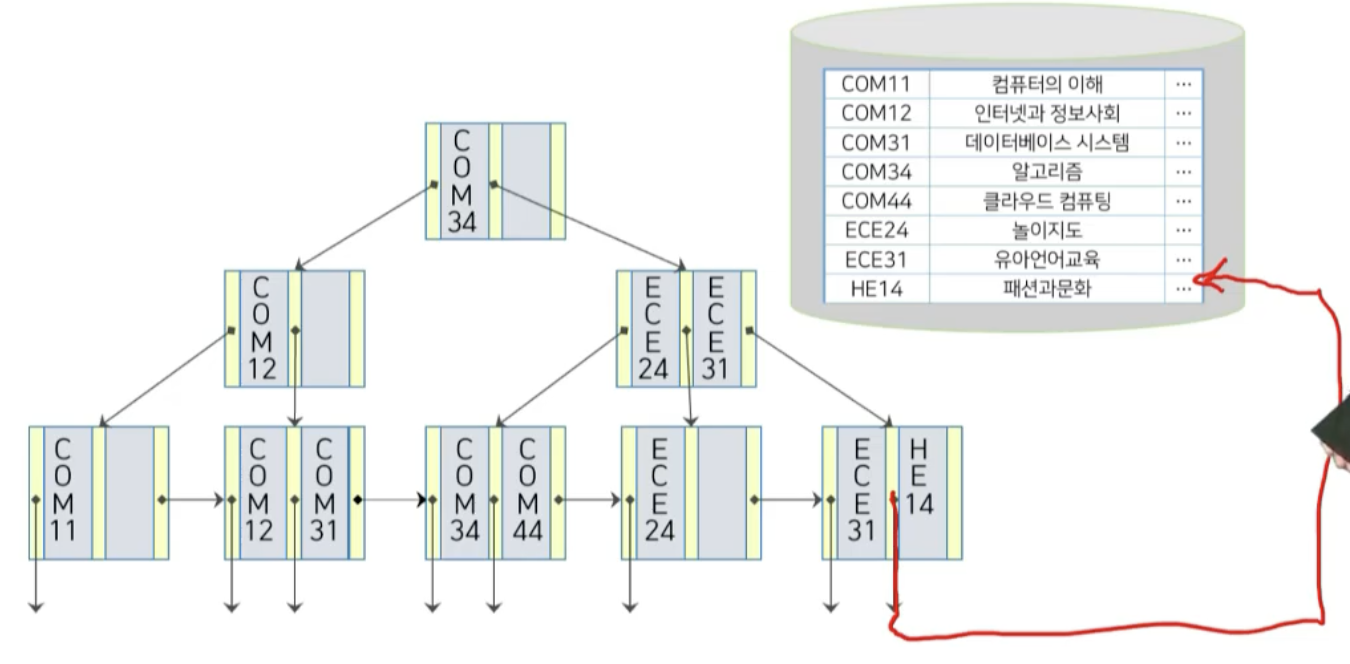 COM11 컴퓨터의 이해 ...
COM12 인터넷과 정보사회 ...
COM31 데이터베이스 시스템 ...
COM34 알고리즘 ...
COM44 클라우드 컴퓨팅 ...
ECE24 놀이지도 ...
ECE31 유아언어교육 ...
HE14 패션과문화 ...
COM34
COM12
ECE24 ECE31
COM11
COM12 COM31
COM34 COM44
ECE24
ECE31 HE14